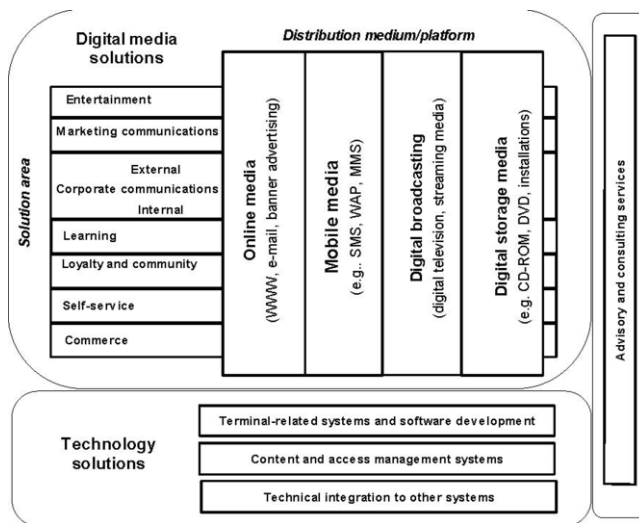 Digital media
solutions
Distribution medium/platform
Solution area
Entertainment
Marketing communications
External
Corporate communications
Internal
Learning
Loyalty and community
Self-service
Commerce
Online media
(WWW, e-mail, banner advertising)
Mobile media
(e.g.. SMS, WAP, MMS)
Digital broadcasting
(digital television, streaming media)
Digital storage media
(e.g. CD-ROM, DVD, installations)
Advisory and consulting services
Technology
solutions
Terminal-related systems and software development
Content and access management systems
Technical integration to other systems